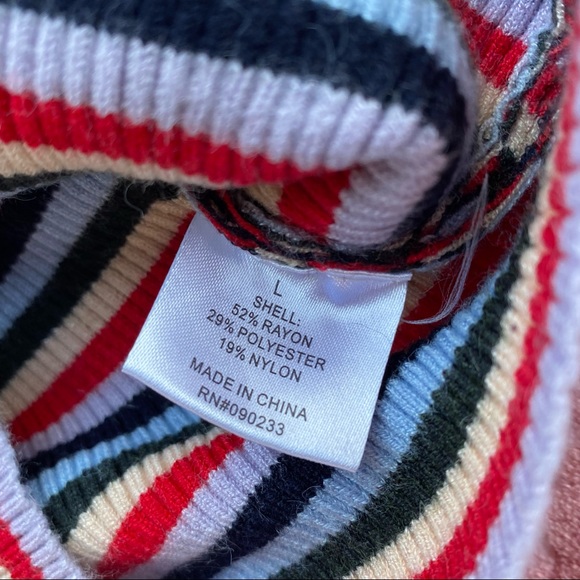 L
SHELL:
52% RAYON
29% POLYESTER
19% NYLON
MADE IN CHINA
RN#090233